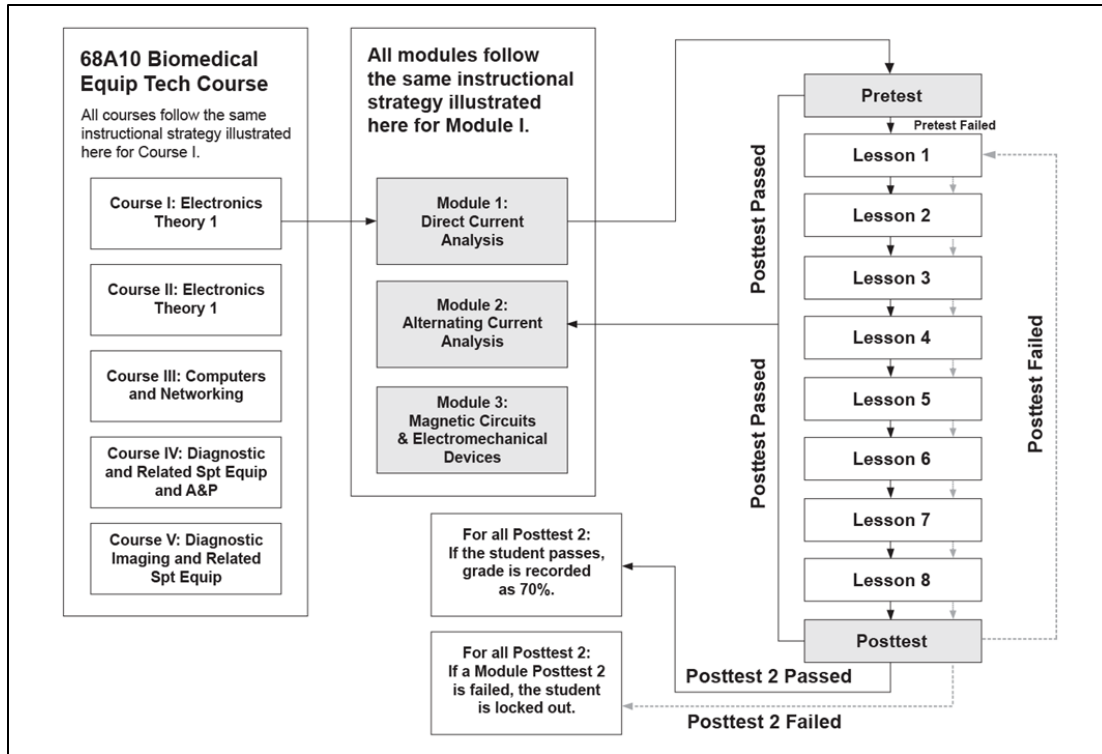 68A10 Biomedical
Equip Tech Course
All courses follow the same
instructional strategy illustrated
here for Course I.
Course I: Electronics
Theory 1
Course II: Electronics
Theory 1
Course III: Computers
and Networking
Course IV: Diagnostic
and Related Spt Equip
and A&P
Course V: Diagnostic
Imaging and Related
Spt Equip
All modules follow
the same instructional
strategy illustrated
here for Module I.
Module 1:
Direct Current
Analysis
Module 2:
Alternating Current
Analysis
Module 3:
Magnetic Circuits
& Electromechanical
Devices
For all Posttest 2:
If the student passes,
grade is recorded
as 70%.
For all Posttest 2:
If a Module Posttest 2
is failed, the student
is locked out.
Posttest Passed
Posttest Passed
Pretest
Pretest Failed
Lesson 1
Lesson 2
Lesson 3
Lesson 4
Lesson 5
Lesson 6
Lesson 7
Lesson 8
Posttest
Posttest Failed
Posttest 2 Passed
Posttest 2 Failed